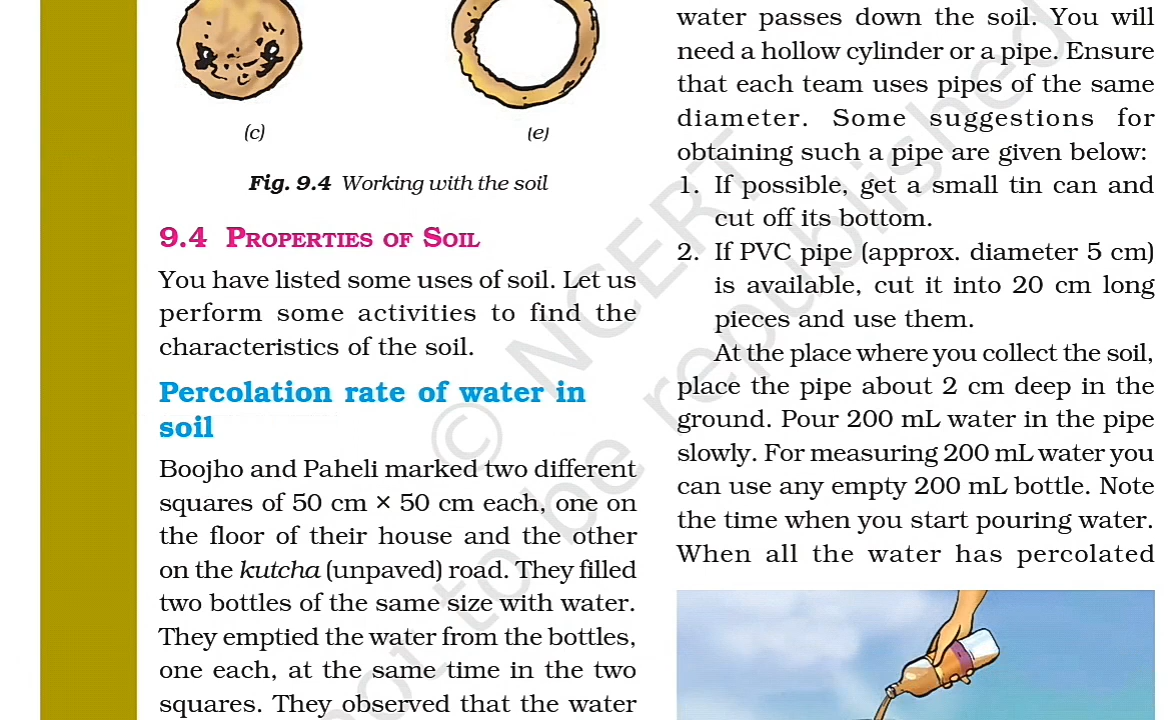 (c)
(e)
Fig. 9.4 Working with the soil
9.4 PROPERTIES OF SOIL
You have listed some uses of soil. Let us
perform some activities to find the
characteristics of the soil.
Percolation rate of water in
soil
Boojho and Paheli marked two different
squares of 50 cm × 50 cm each, one on
the floor of their house and the other
on the kutcha (unpaved) road. They filled
two bottles of the same size with water.
They emptied the water from the bottles,
one each, at the same time in the two
squares. They observed that the water
water passes down the soil. You will
need a hollow cylinder or a pipe. Ensure
that each team uses pipes of the same
diameter. Some suggestions for
obtaining such a pipe are given below:
1. If possible, get a small tin can and
cut off its bottom.
2. If PVC pipe (approx. diameter 5 cm)
is available, cut it into 20 cm long
pieces and use them.
At the place where you collect the soil,
place the pipe about 2 cm deep in the
ground. Pour 200 mL water in the pipe
slowly. For measuring 200 mL water you
can use any empty 200 mL bottle. Note
the time when you start pouring water.
When all the water has percolated
© NCERT
not to be republished